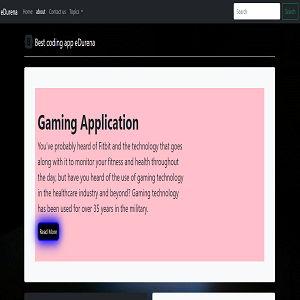 eDurena Home about Contact us Topics Search Search
Best coding app eDurena
Gaming Application
You've probably heard of Fitbit and the technology that goes
along with it to monitor your fitness and health throughout
the day, but have you heard of the use of gaming technology
in the healthcare industry and beyond? Gaming technology
has been used for over 35 years in the military.
Read More